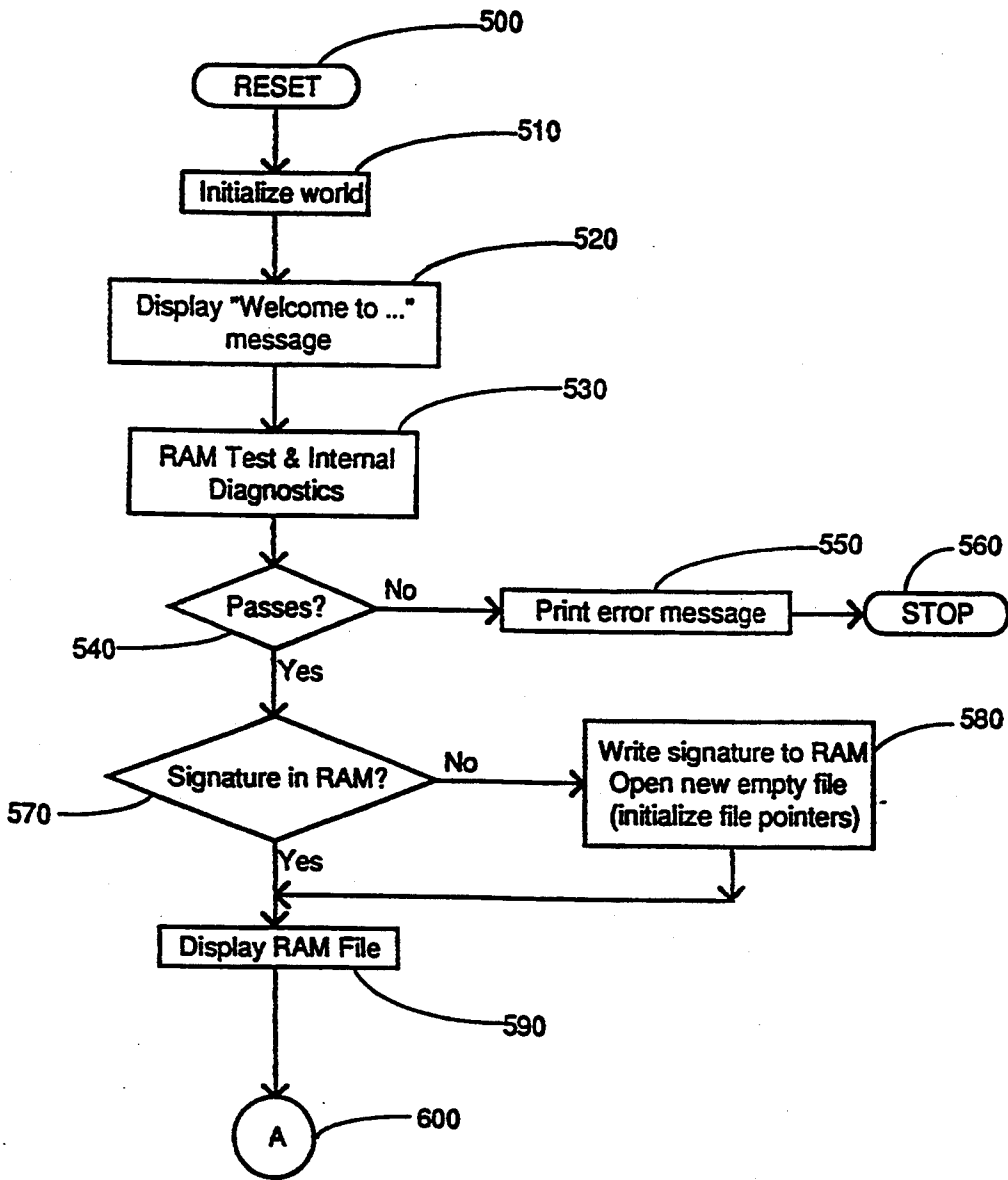 500
RESET
510
Initialize world
520
Display "Welcome to ..."
message
530
RAM Test & Internal
Diagnostics
550
560
No
Passes?
Print error message
STOP
540
Yes
580
Write signature to RAM
No
Signature in RAM?
Open new empty file
(initialize file pointers)
570
Yes
Display RAM File
590
600
A